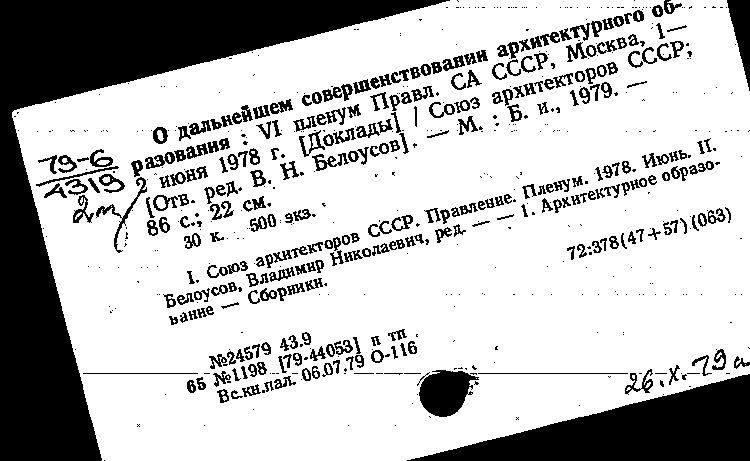 О дальнейшем совершенствовании архитектурного об-
разования : VI пленум Правл. СА СССР, Москва, 1—
2 июня 1978 г. [Доклады] / Союз архитекторов СССР;
[Отв. ред. В. Н. Белоусов]. — М. : Б. и., 1979. —
86 с.; 22 см.
30 к. 500 экз.
79-6
4319
I. Союз архитекторов СССР. Правление. Пленум. 1978. Июнь. II.
Белоусов, Владимир Николаевич, ред. — — 1. Архитектурное образо-
вание — Сборники.
72:378(47+57)(063)
№24579 43.9
65 №1198 [79-44053] п тп
Вс.кн.пал. 06.07.79 О-116
26.X.79